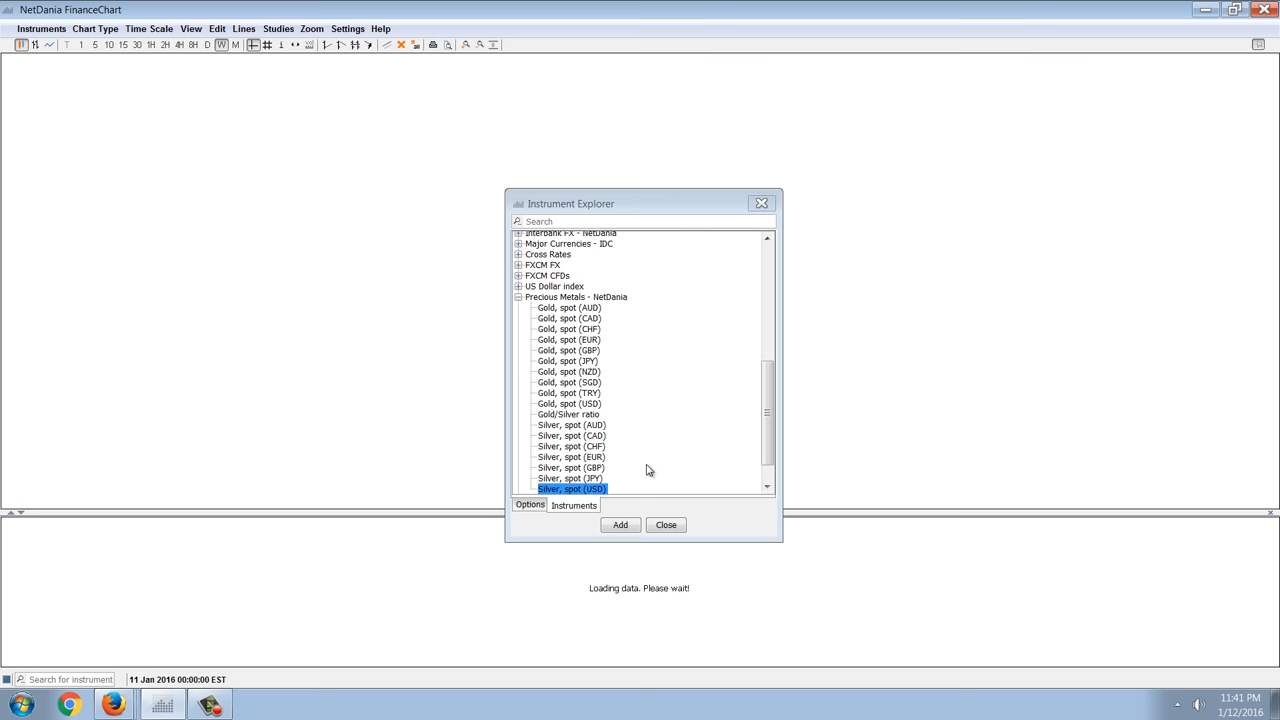 NetDania FinanceChart
Instruments Chart Type Time Scale View Edit Lines Studies Zoom Settings Help
T 1 5 10 15 30 1H 2H 4H 8H D W M
Instrument Explorer
Search
Interbank FX - NetDania
Major Currencies - IDC
Cross Rates
FXCM FX
FXCM CFDs
US Dollar index
Precious Metals - NetDania
Gold, spot (AUD)
Gold, spot (CAD)
Gold, spot (CHF)
Gold, spot (EUR)
Gold, spot (GBP)
Gold, spot (JPY)
Gold, spot (NZD)
Gold, spot (SGD)
Gold, spot (TRY)
Gold, spot (USD)
Gold/Silver ratio
Silver, spot (AUD)
Silver, spot (CAD)
Silver, spot (CHF)
Silver, spot (EUR)
Silver, spot (GBP)
Silver, spot (JPY)
Silver, spot (USD)
Options Instruments
Add Close
Loading data. Please wait!
Search for instrument 11 Jan 2016 00:00:00 EST
11:41 PM
1/12/2016